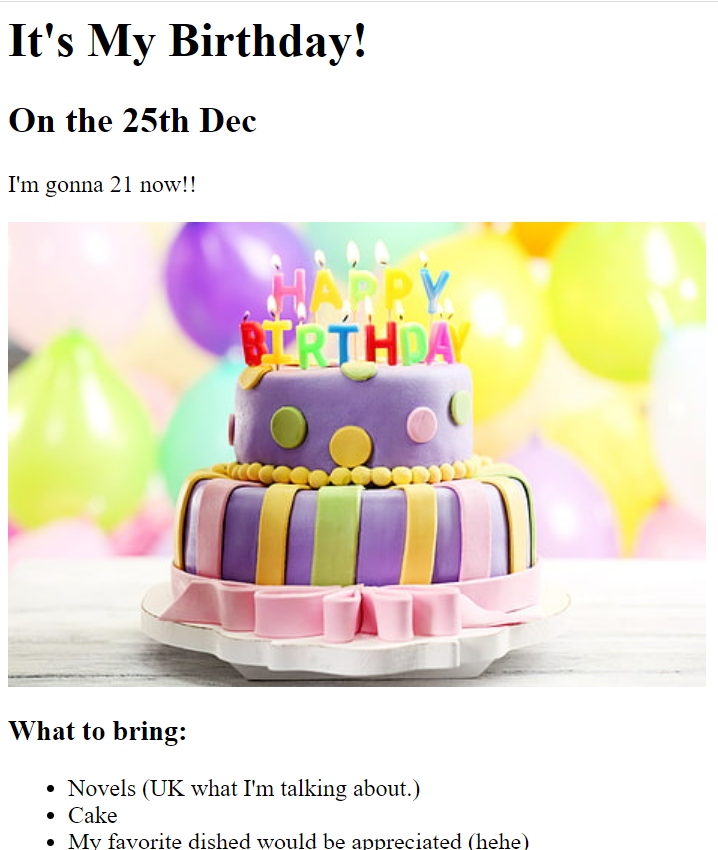 It's My Birthday!
On the 25th Dec
I'm gonna 21 now!!
HAPPY
BIRTHDAY
What to bring:
Novels (UK what I'm talking about.)
Cake
My favorite dished would be appreciated (hehe)